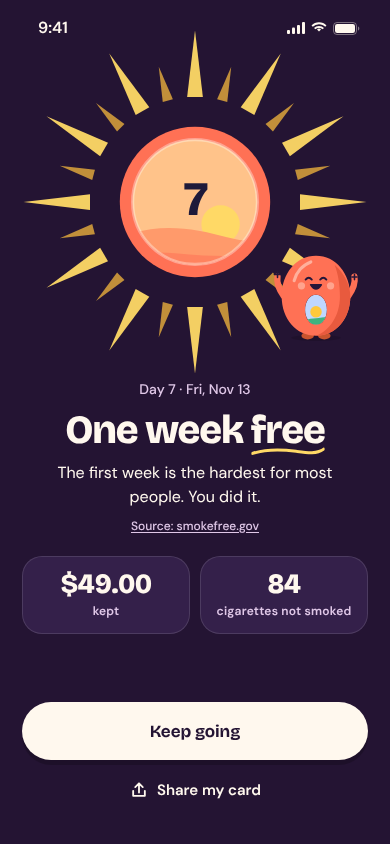 9:41
7
Day 7 · Fri, Nov 13
One week free
The first week is the hardest for most
people. You did it.
Source: smokefree.gov
$49.00
kept
84
cigarettes not smoked
Keep going
Share my card